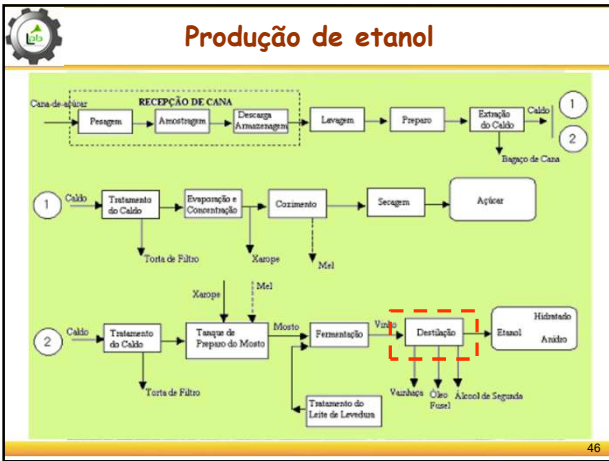 Lab
Produção de etanol
RECEPÇÃO DE CANA
Cana-de-açúcar
Pesagem
Amostragem
Descarga
Armazenagem
Lavagem
Preparo
Extração
do Caldo
Caldo
1
2
Bagaço de Cana
1
Caldo
Tratamento
do Caldo
Evaporação e
Concentração
Cozimento
Secagem
Açúcar
Torta de Filtro
Xarope
Mel
Xarope
Mel
2
Caldo
Tratamento
do Caldo
Tanque de
Preparo do Mosto
Mosto
Fermentação
Vinho
Destilação
Etanol
Hidratado
Anidro
Torta de Filtro
Tratamento do
Leite de Levedura
Vainhaça
Óleo
Fusel
Álcool de Segunda
46